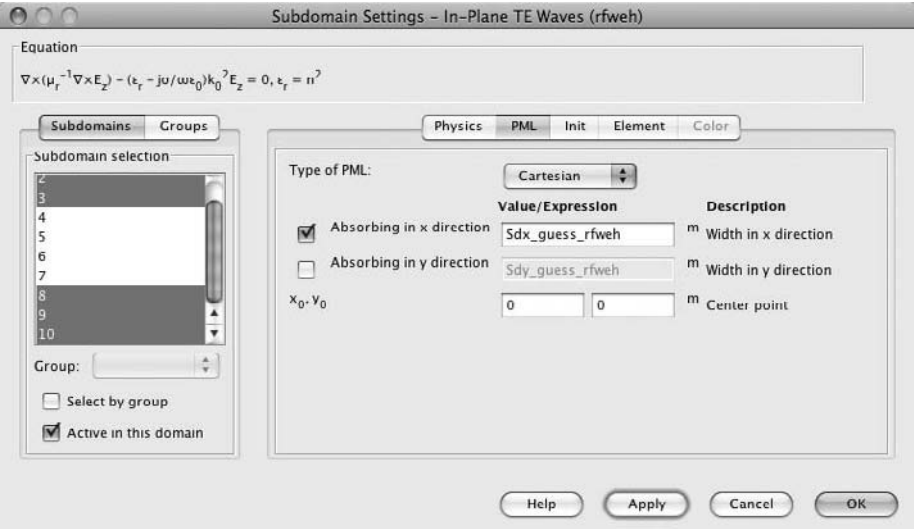 Subdomain Settings – In-Plane TE Waves (rfweh)
Equation
∇×(μr⁻¹∇×Ez) – (εr – jσ/ωε0)k0²Ez = 0, εr = n²
Subdomains Groups
Subdomain selection
2
3
4
5
6
7
8
9
10
Group:
Select by group
Active in this domain
Physics PML Init Element Color
Type of PML: Cartesian
Value/Expression Description
Absorbing in x direction Sdx_guess_rfweh m Width in x direction
Absorbing in y direction Sdy_guess_rfweh m Width in y direction
x₀, y₀ 0 0 m Center point
Help Apply Cancel OK